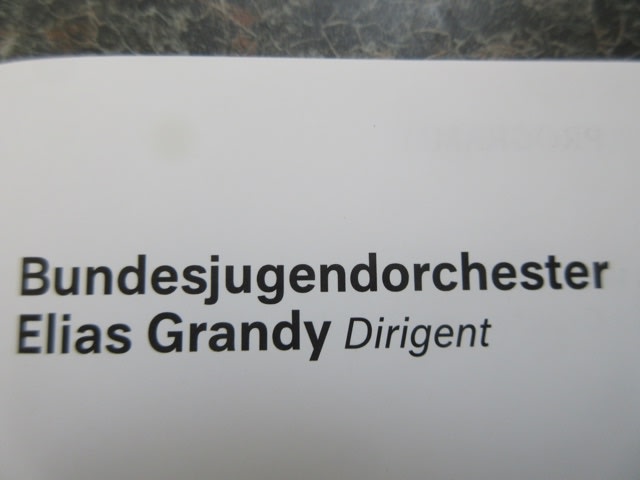 Bundesjugendorchester
Elias Grandy Dirigent